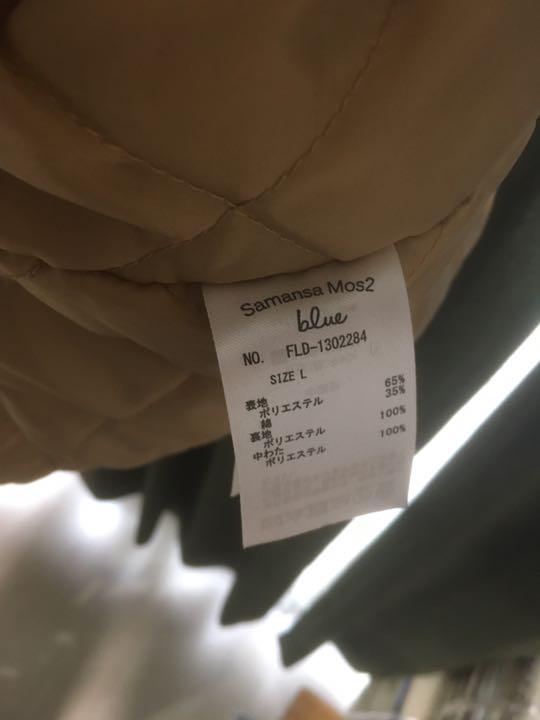 Samansa Mos2
blue
NO. FLD-1302284
SIZE L
表地
ポリエステル 65%
綿 35%
裏地
ポリエステル 100%
中わた
ポリエステル 100%